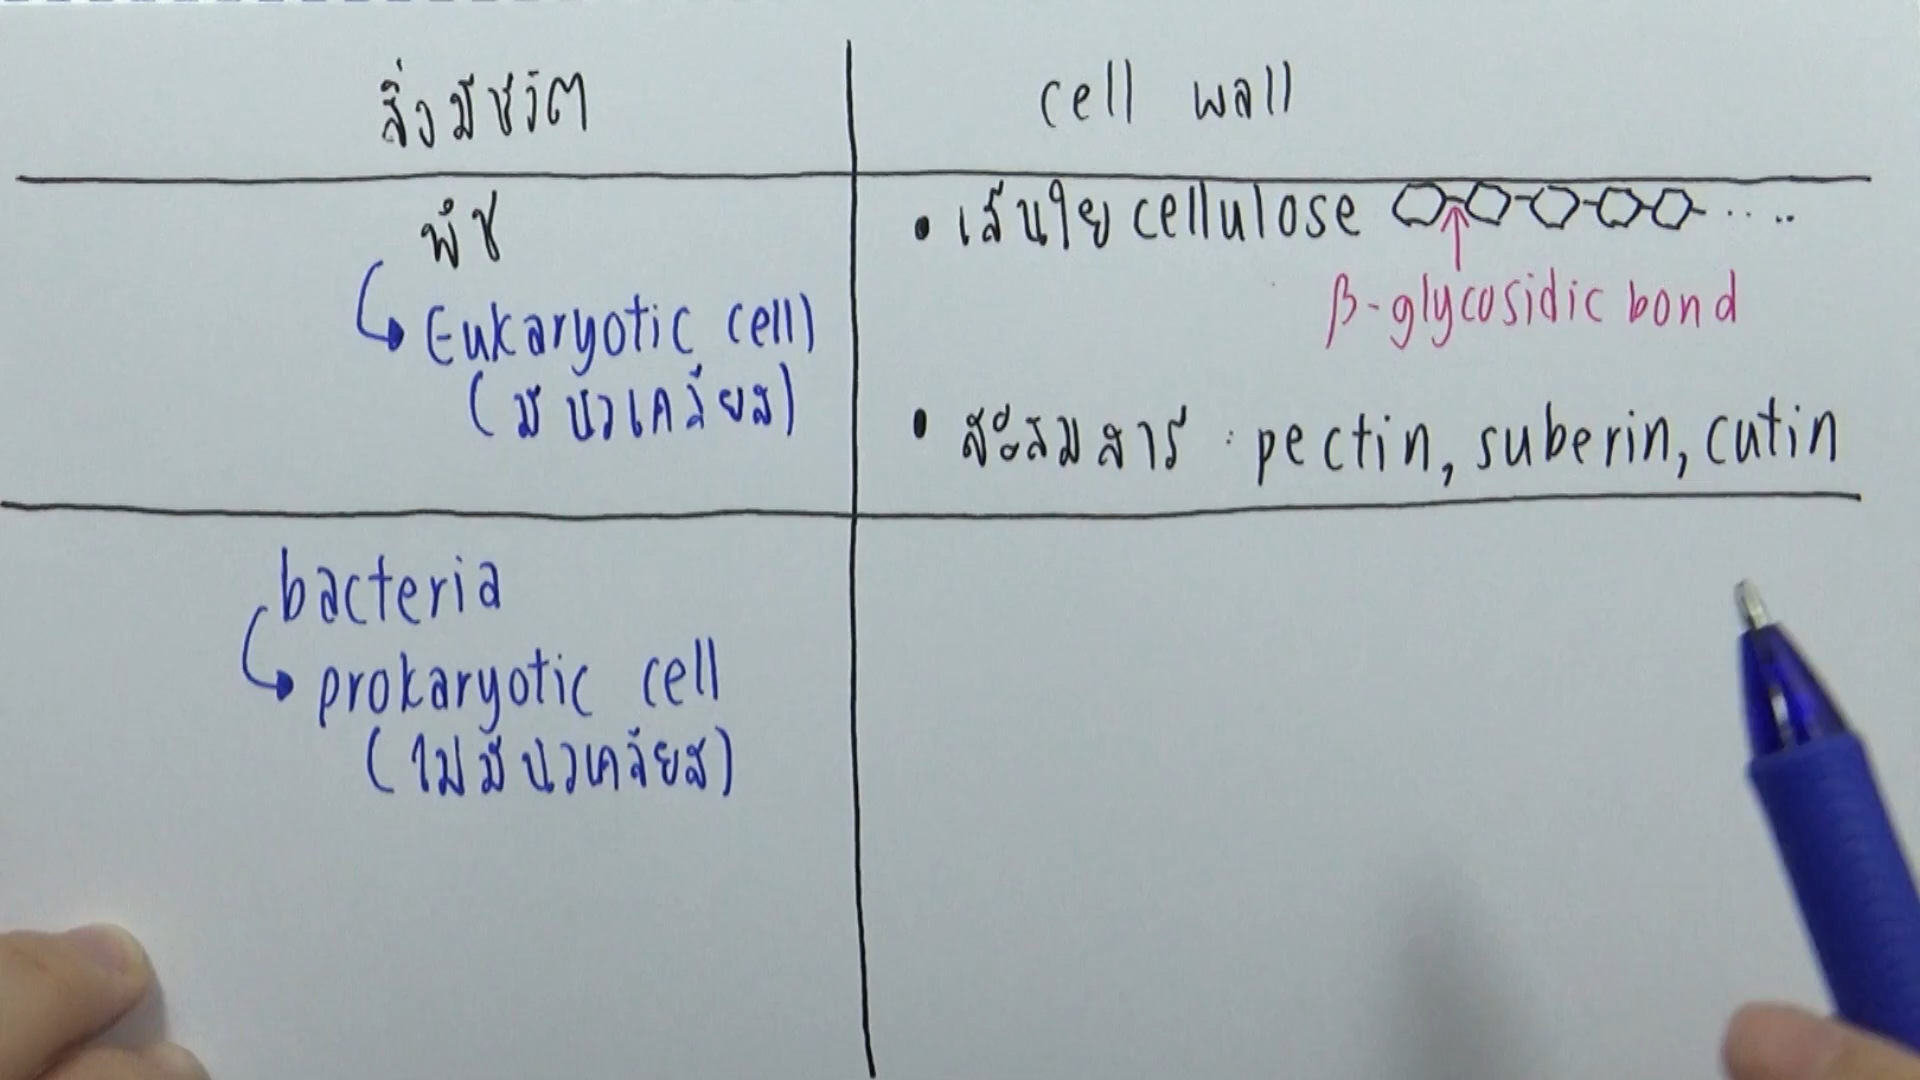 สิ่งมีชีวิต
cell wall
พืช
Eukaryotic cell
(มีนิวเคลียส)
• เส้นใย cellulose
β-glycosidic bond
• สะสมสาร : pectin, suberin, cutin
bacteria
prokaryotic cell
(ไม่มีนิวเคลียส)